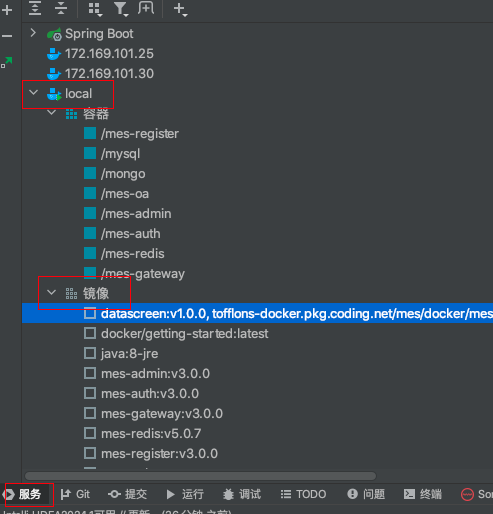 Spring Boot
172.169.101.25
172.169.101.30
local
容器
/mes-register
/mysql
/mongo
/mes-oa
/mes-admin
/mes-auth
/mes-redis
/mes-gateway
镜像
datascreen:v1.0.0, tofflons-docker.pkg.coding.net/mes/docker/mes
docker/getting-started:latest
java:8-jre
mes-admin:v3.0.0
mes-auth:v3.0.0
mes-gateway:v3.0.0
mes-redis:v5.0.7
mes-register:v3.0.0
服务 Git 提交 运行 调试 TODO 问题 终端 Sor